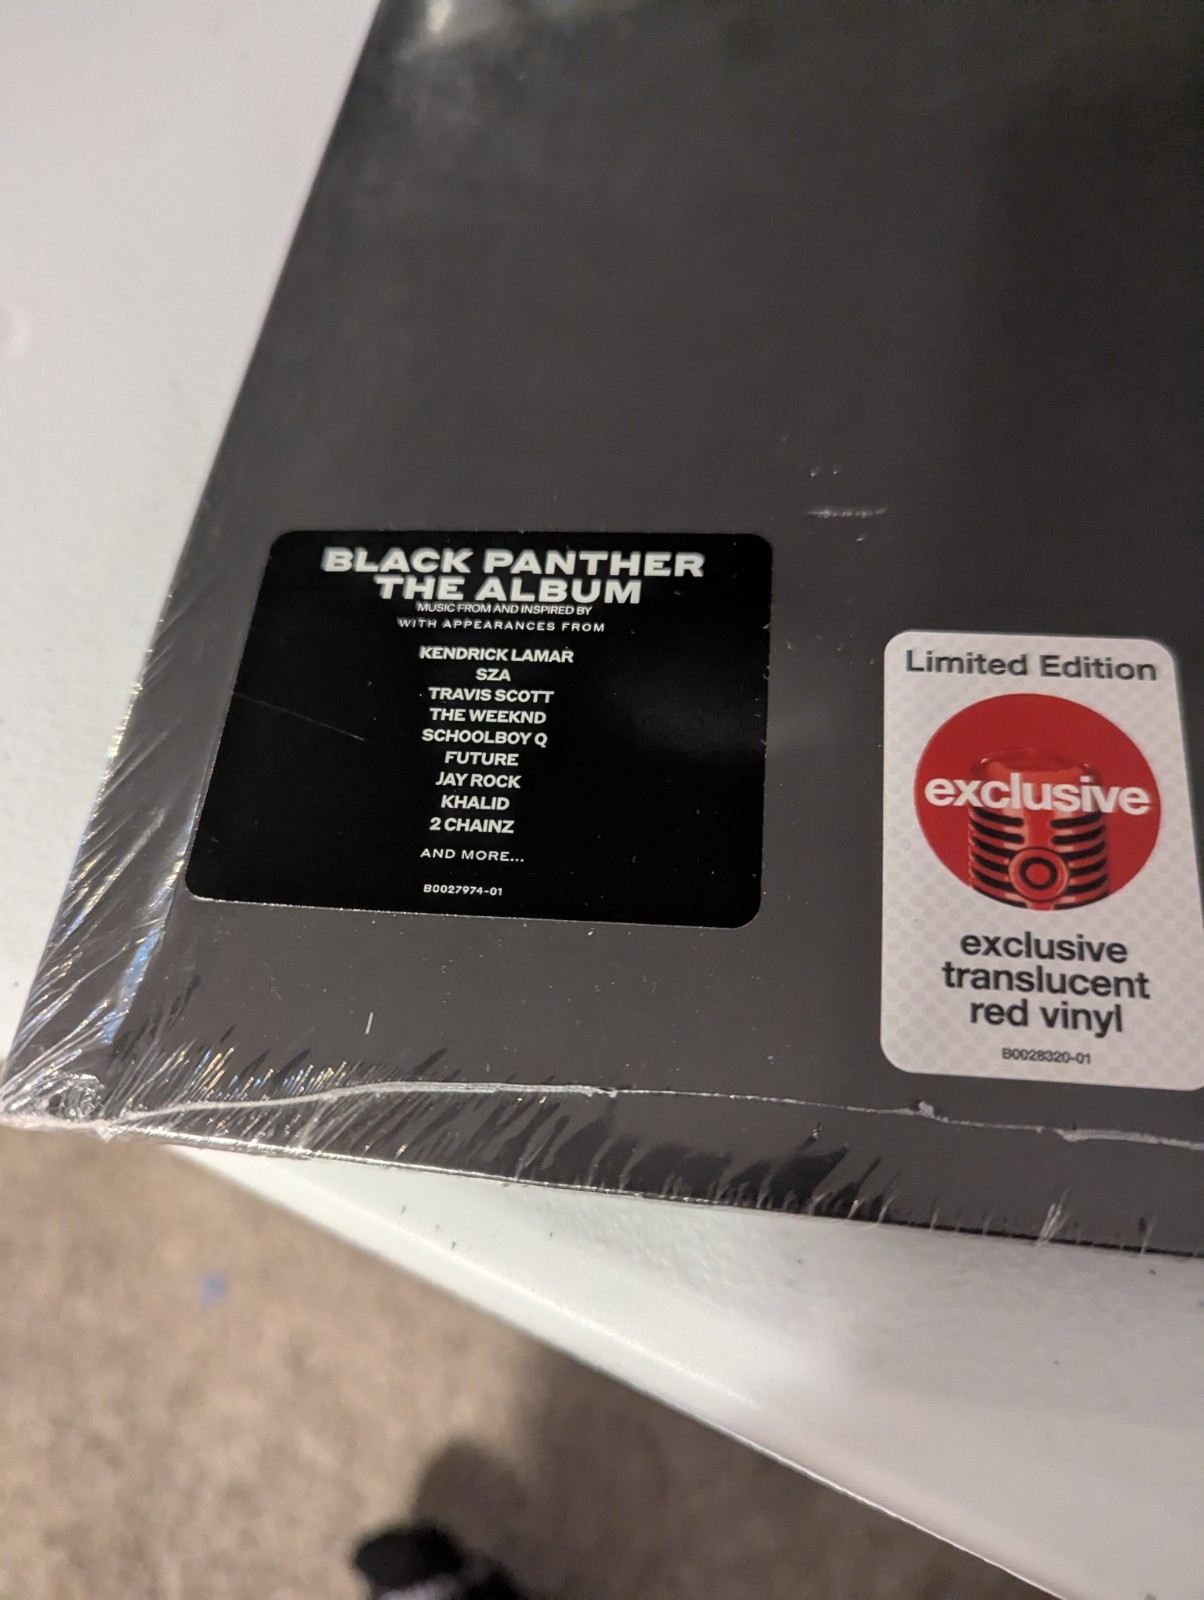 BLACK PANTHER
THE ALBUM
MUSIC FROM AND INSPIRED BY
WITH APPEARANCES FROM
KENDRICK LAMAR
SZA
TRAVIS SCOTT
THE WEEKND
SCHOOLBOY Q
FUTURE
JAY ROCK
KHALID
2 CHAINZ
AND MORE...
B0027974-01
Limited Edition
exclusive
exclusive
translucent
red vinyl
B0028320-01